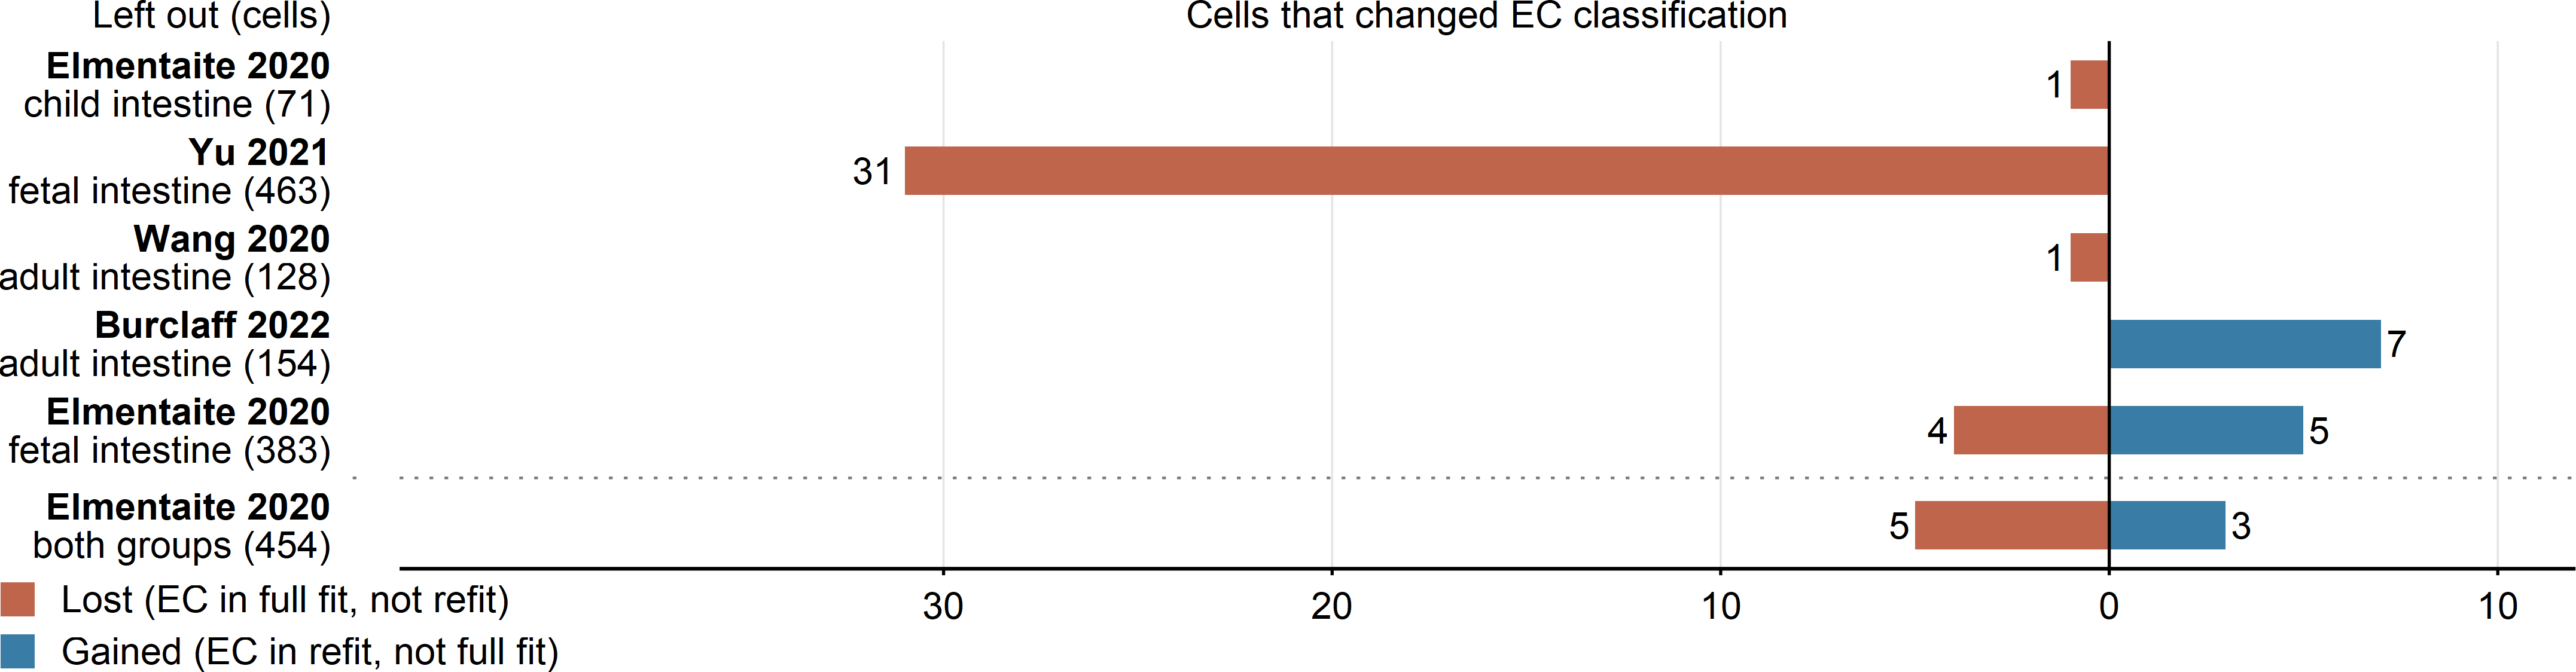 Left out (cells)
Cells that changed EC classification
Elmentaite 2020
child intestine (71)
1
Yu 2021
fetal intestine (463)
31
Wang 2020
adult intestine (128)
1
Burclaff 2022
adult intestine (154)
7
Elmentaite 2020
fetal intestine (383)
4
5
Elmentaite 2020
both groups (454)
5
3
30
20
10
0
10
Lost (EC in full fit, not refit)
Gained (EC in refit, not full fit)